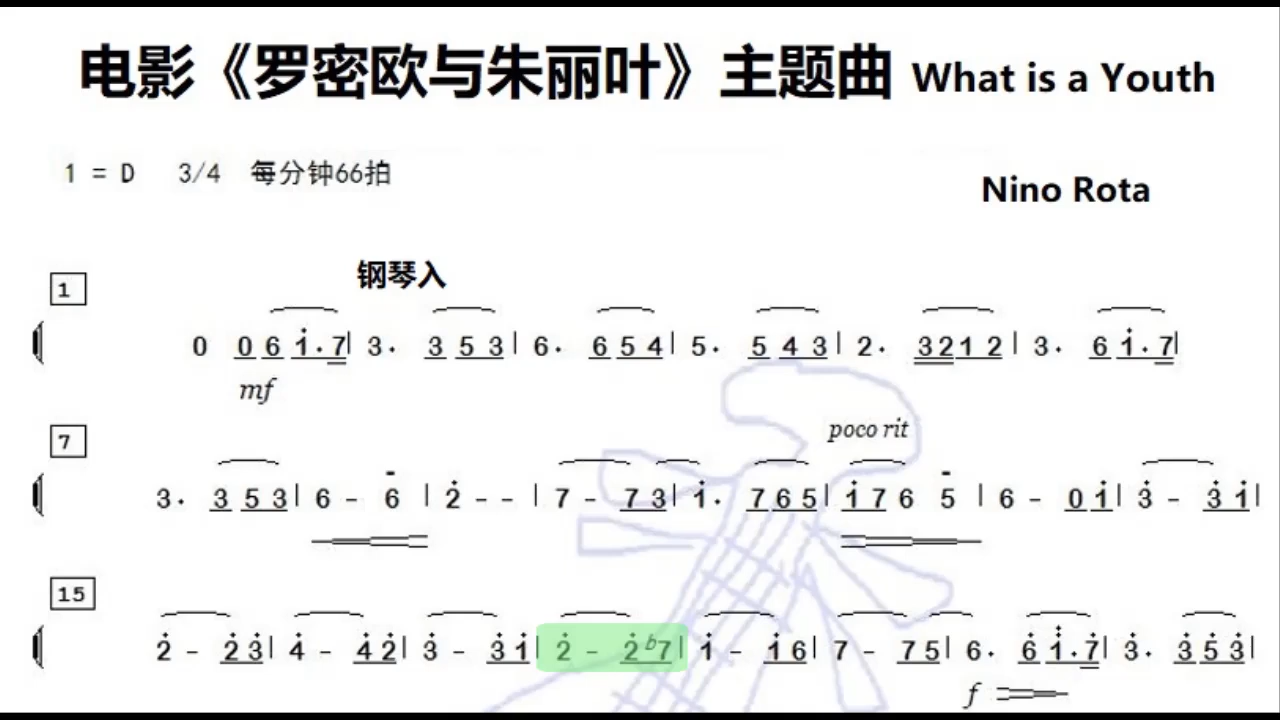 电影《罗密欧与朱丽叶》主题曲 What is a Youth
1 = D 3/4 每分钟66拍
Nino Rota
钢琴入
1
0 0 6 i̇ . 7 | 3 . 3 5 3 | 6 . 6 5 4 | 5 . 5 4 3 | 2 . 3 2 1 2 | 3 . 6 i̇ . 7 |
mf
poco rit
7
3 . 3 5 3 | 6 - 6 | 2̇ - - | 7 - 7 3 | 1̇ . 7 6 5 | 1̇ 7 6 5 | 6 - 0 1̇ | 3̇ - 3̇ 1̇ |
15
2̇ - 2̇ 3̇ | 4̇ - 4̇ 2̇ | 3̇ - 3̇ 1̇ | 2̇ - 2̇ b7 | 1̇ - 1̇ 6 | 7 - 7 5 | 6 . 6̇ 1̇ . 7̇ | 3̇ . 3̇ 5̇ 3̇ |
f